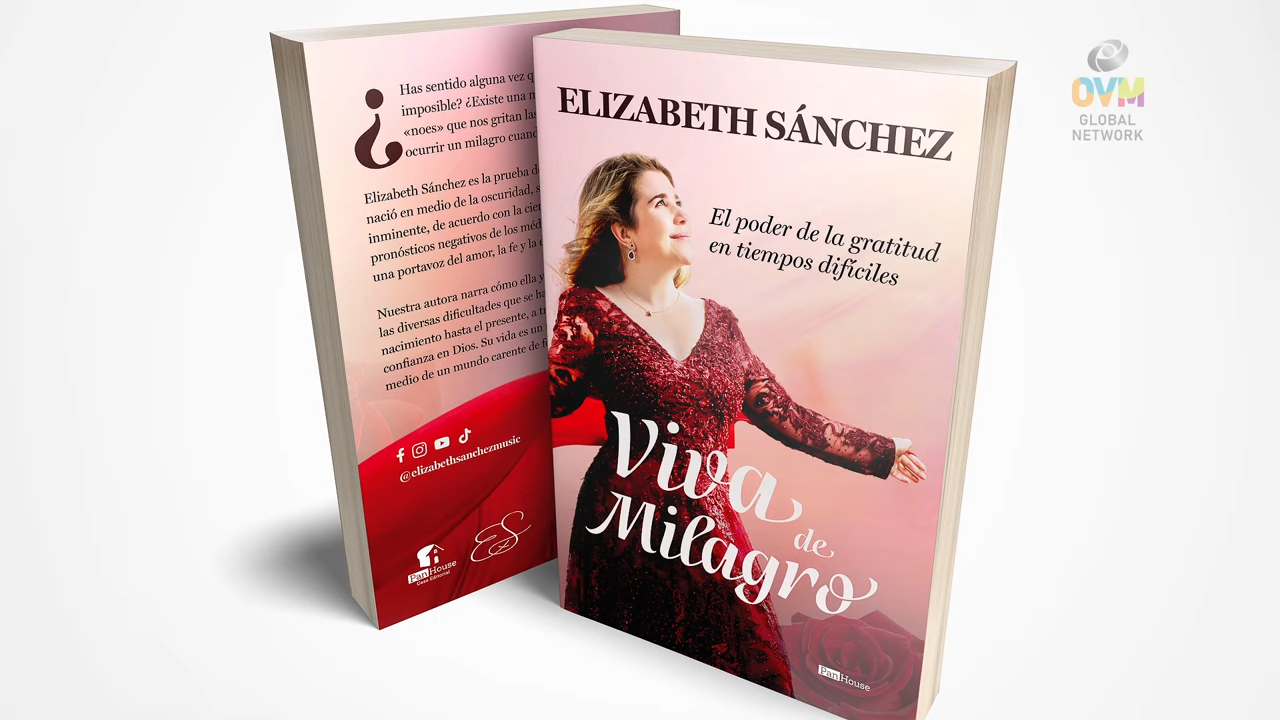 ¿Has sentido alguna vez q
imposible? ¿Existe una
«noes» que nos gritan las
ocurrir un milagro cuand
Elizabeth Sánchez es la prueba d
nació en medio de la oscuridad, s
inminente, de acuerdo con la cien
pronósticos negativos de los méd
una portavoz del amor, la fe y la
Nuestra autora narra cómo ella y
las diversas dificultades que se ha
nacimiento hasta el presente, a tr
confianza en Dios. Su vida es un
medio de un mundo carente de f
@elizabethsanchezmusic
ES
PanHouse
Casa Editorial
ELIZABETH SÁNCHEZ
El poder de la gratitud
en tiempos difíciles
Viva
de
Milagro
PanHouse
OVM
GLOBAL
NETWORK